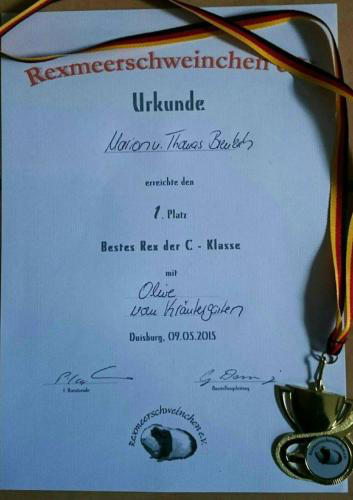 Rexmeerschweinchen e.V.
Urkunde
Marion u. Thomas
erreichte den
1. Platz
Bestes Rex der C - Klasse
mit
Olive
vom Kräutergarten
Duisburg, 09.05.2015
1. Vorsitzende
Ausstellungsleitung
Rexmeerschweinchen e.V.